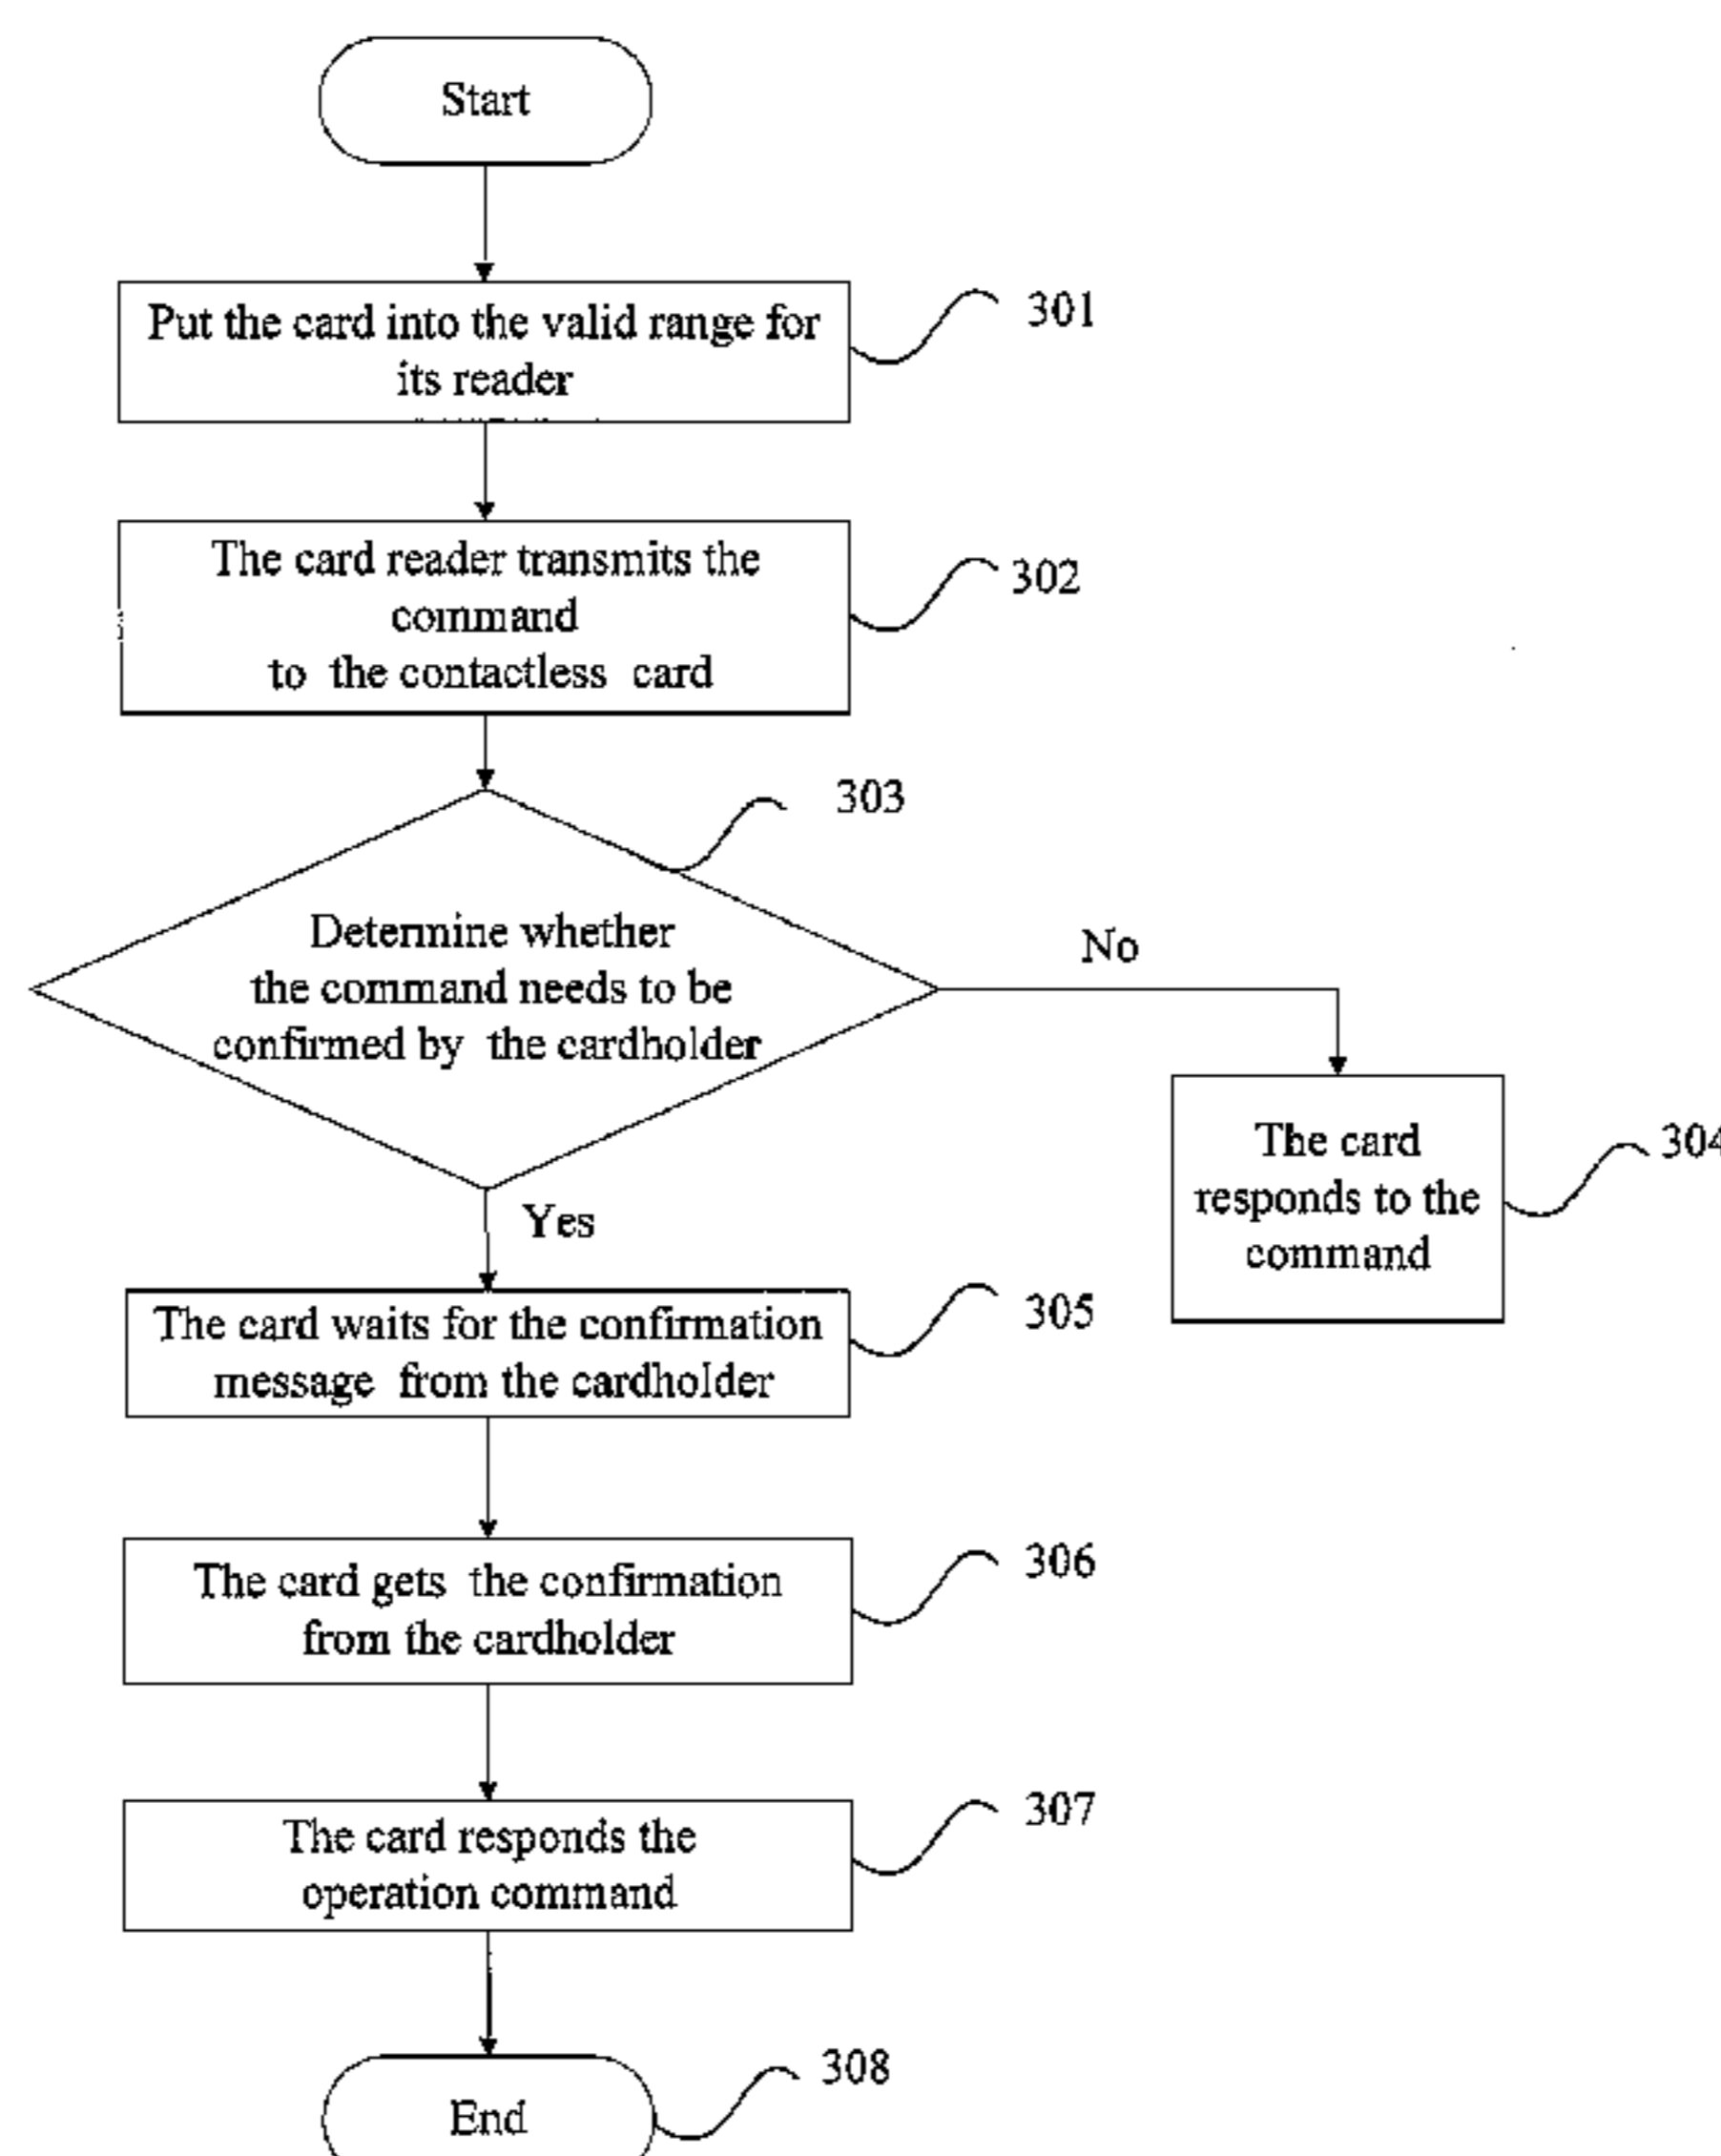 Start
Put the card into the valid range for
its reader
301
The card reader transmits the
command
to the contactless card
302
303
Determine whether
the command needs to be
confirmed by the cardholder
No
The card
responds to the
command
304
Yes
The card waits for the confirmation
message from the cardholder
305
The card gets the confirmation
from the cardholder
306
The card responds the
operation command
307
End
308